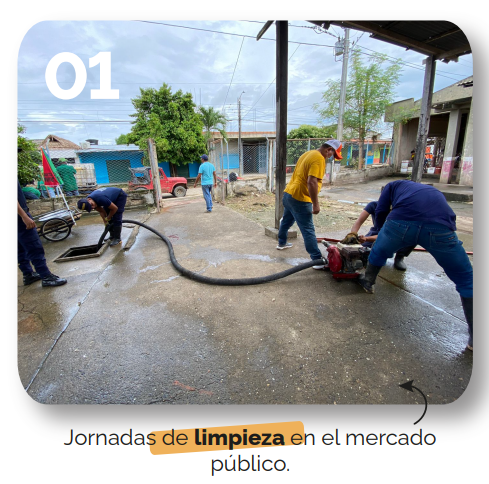 01
Jornadas de limpieza en el mercado
público.